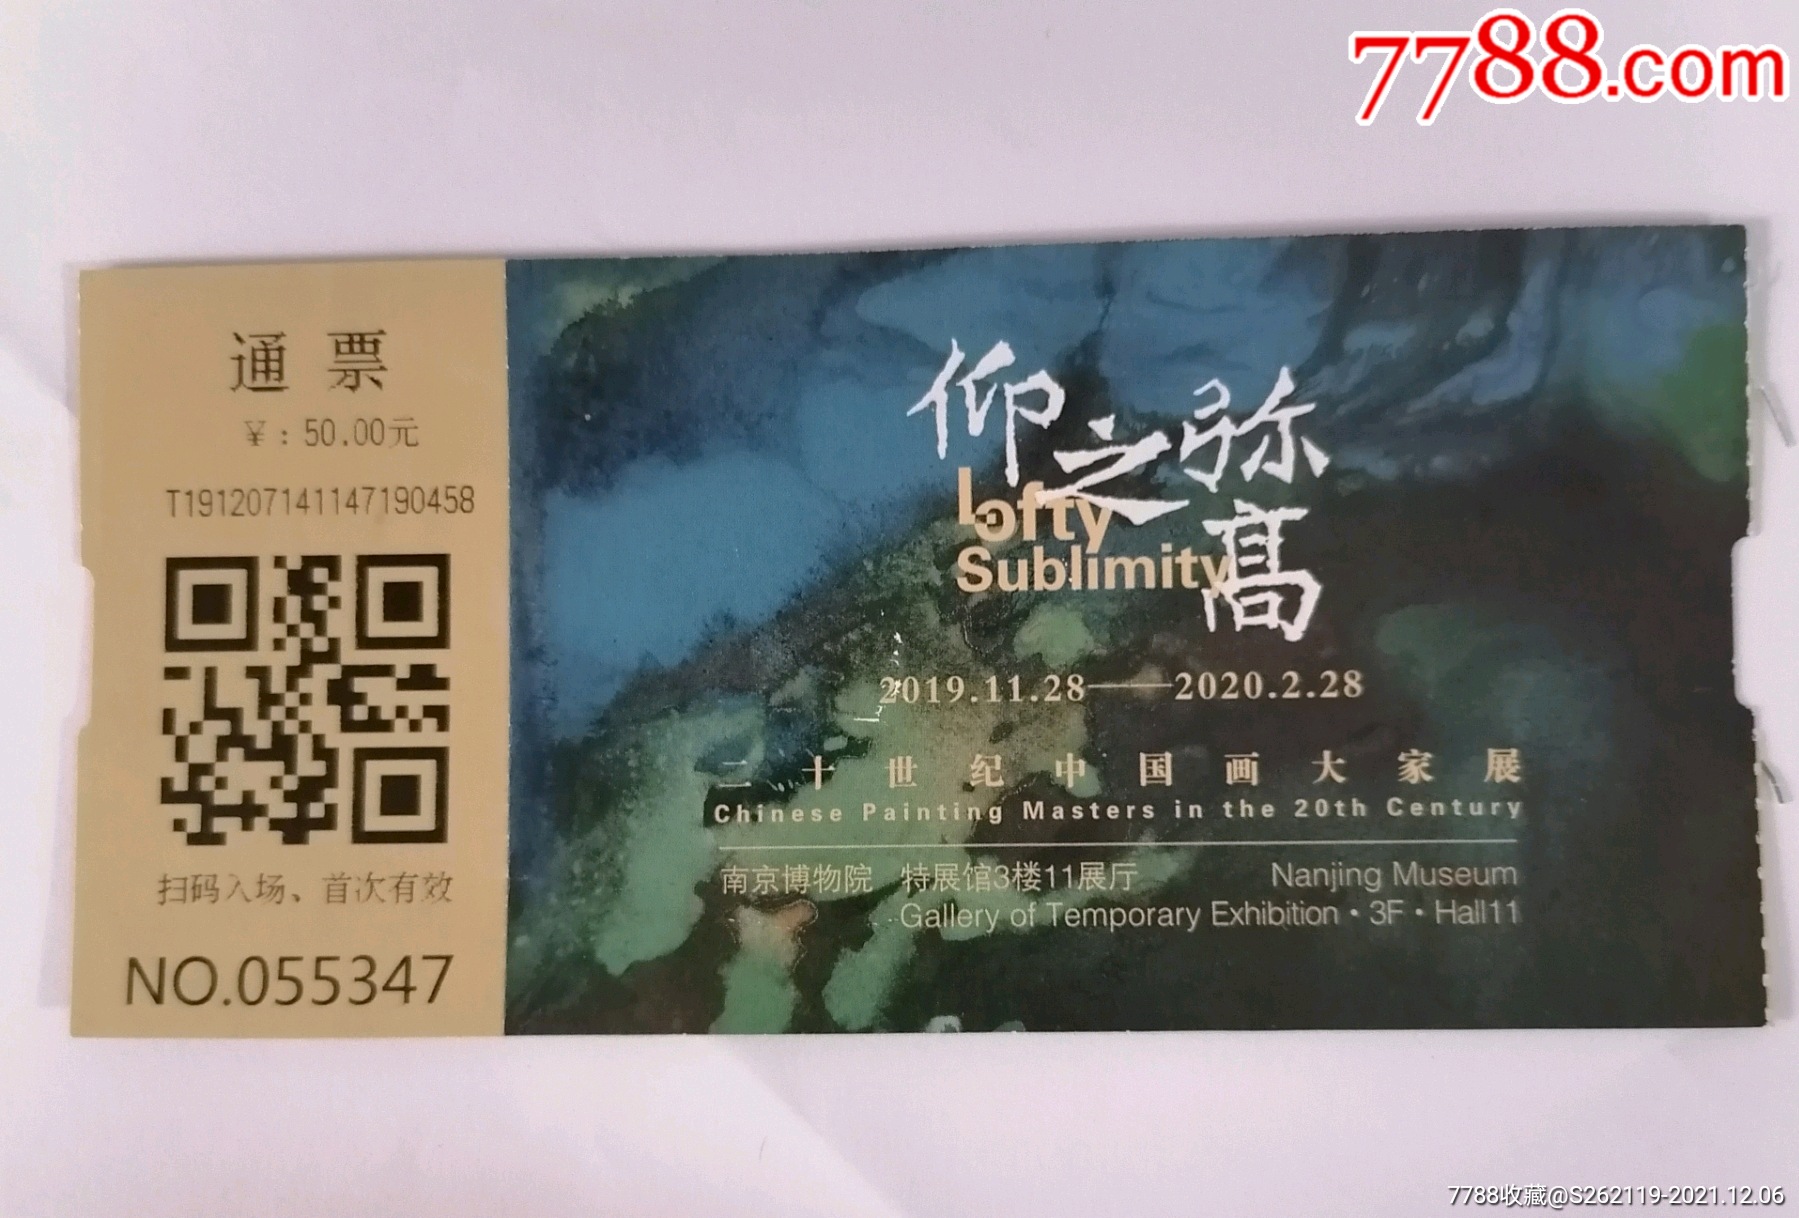 7788.com
通票
¥：50.00元
T191207141147190458
扫码入场、首次有效
NO.055347
仰之弥高
Lofty
Sublimity
2019.11.28——2020.2.28
二十世纪中国画大家展
Chinese Painting Masters in the 20th Century
南京博物院 特展馆3楼11展厅 Nanjing Museum
Gallery of Temporary Exhibition·3F·Hall11
7788收藏@S262119-2021.12.06